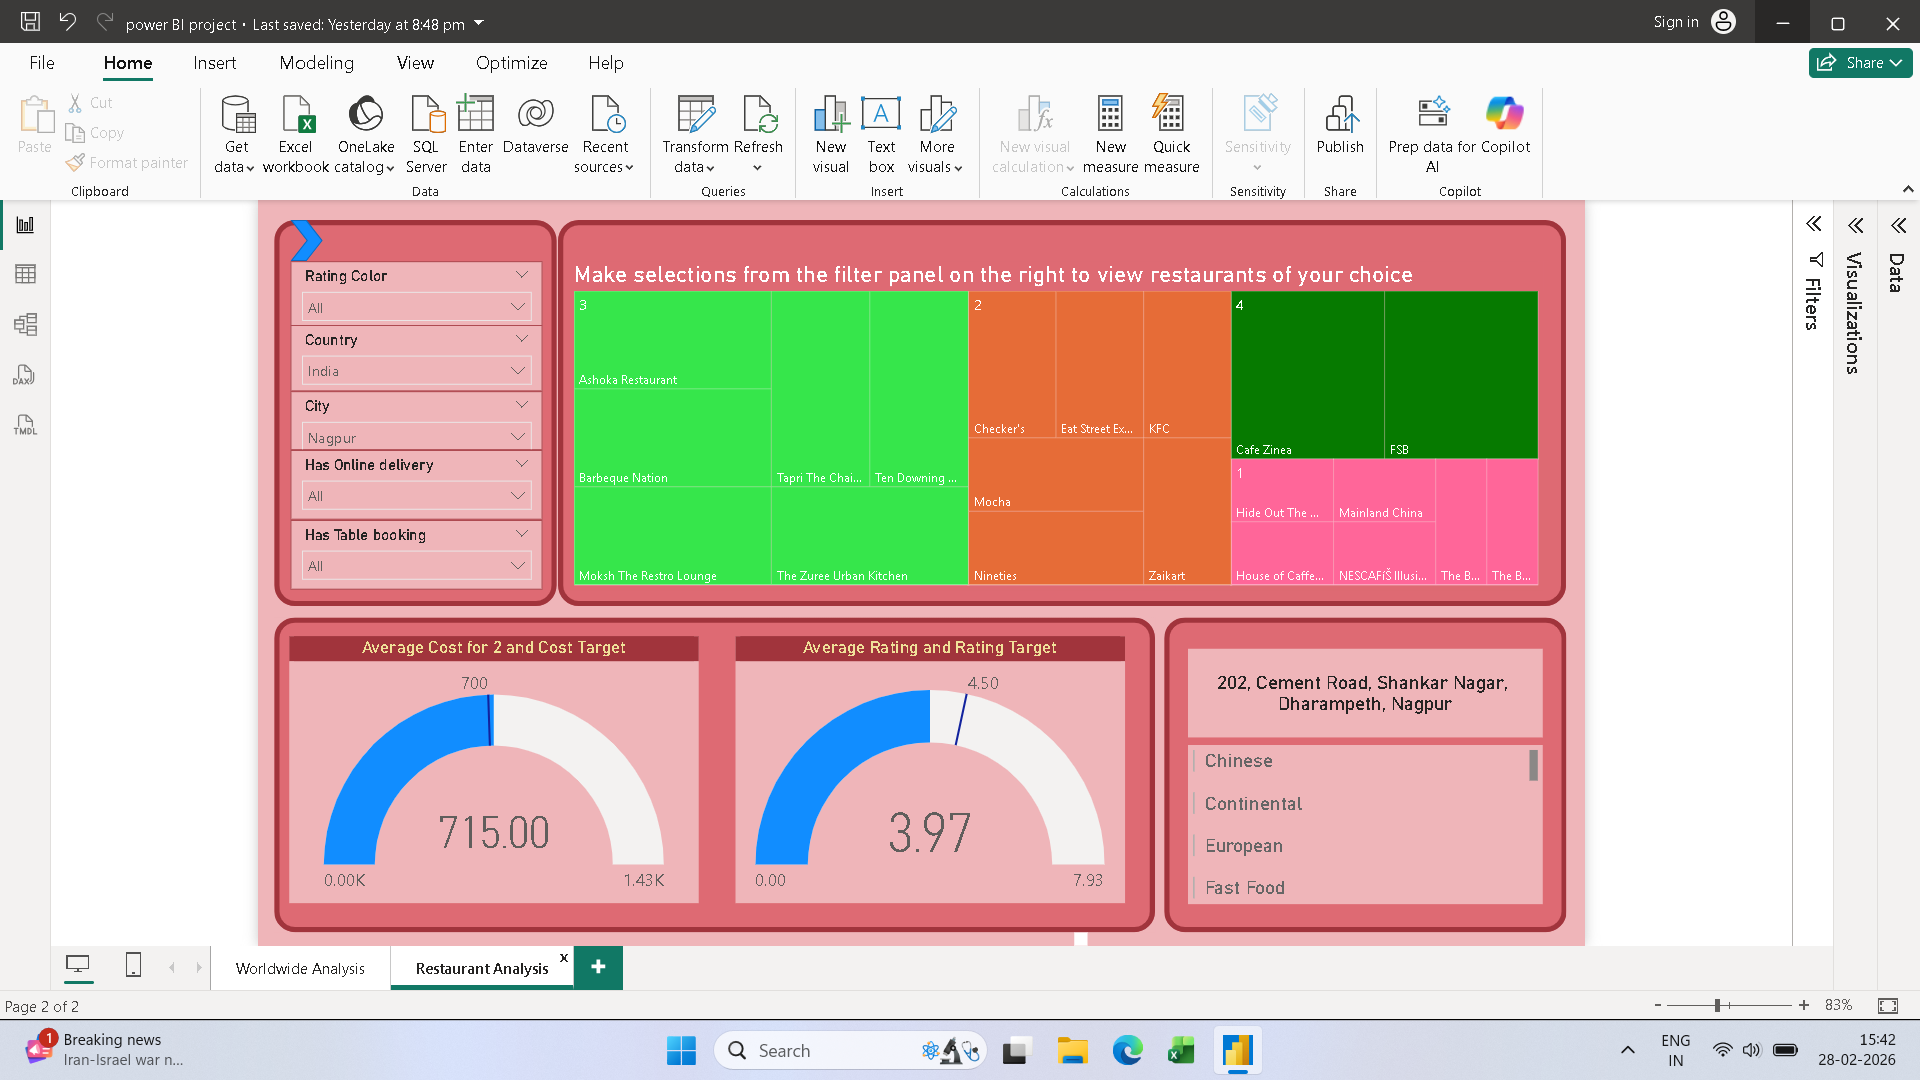 power BI project • Last saved: Yesterday at 8:48 pm
Sign in
File
Home
Insert
Modeling
View
Optimize
Help
Share
Paste
Cut
Copy
Format painter
Clipboard
Get data
Excel workbook
OneLake catalog
SQL Server
Enter data
Dataverse
Recent sources
Data
Transform data
Refresh
Queries
New visual
Text box
More visuals
Insert
New visual calculation
New measure
Quick measure
Calculations
Sensitivity
Sensitivity
Publish
Share
Prep data for AI
Copilot
Copilot
DAX
TMDL
Rating Color
All
Country
India
City
Nagpur
Has Online delivery
All
Has Table booking
All
Make selections from the filter panel on the right to view restaurants of your choice
3
Ashoka Restaurant
Barbeque Nation
Moksh The Restro Lounge
Tapri The Chai...
Ten Downing ...
The Zuree Urban Kitchen
2
Checker's
Eat Street Ex...
KFC
Mocha
Nineties
Zaikart
4
Cafe Zinea
FSB
1
Hide Out The ...
Mainland China
House of Caffe...
NESCAFíŠ Illusi...
The B...
The B...
Average Cost for 2 and Cost Target
700
715.00
0.00K
1.43K
Average Rating and Rating Target
4.50
3.97
0.00
7.93
202, Cement Road, Shankar Nagar,
Dharampeth, Nagpur
Chinese
Continental
European
Fast Food
Filters
Visualizations
Data
Worldwide Analysis
Restaurant Analysis
x
Page 2 of 2
83%
1
Breaking news
Iran-Israel war n...
Search
ENG
IN
15:42
28-02-2026